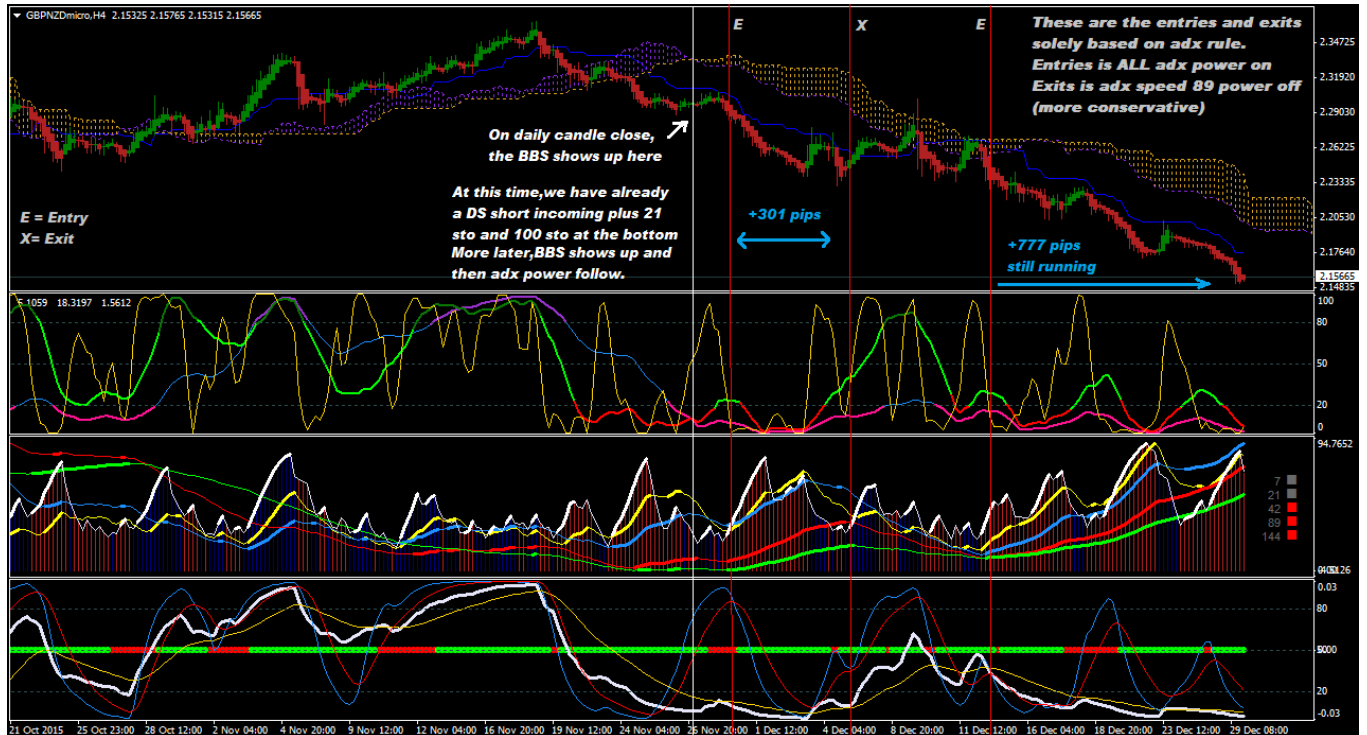 GBPNZDmicro,H4 2.15325 2.15765 2.15315 2.15665
E
X
E
These are the entries and exits
solely based on adx rule.
Entries is ALL adx power on
Exits is adx speed 89 power off
(more conservative)
On daily candle close,
the BBS shows up here
At this time,we have already
a DS short incoming plus 21
sto and 100 sto at the bottom
More later,BBS shows up and
then adx power follow.
E = Entry
X= Exit
+301 pips
+777 pips
still running
2.34725
2.31920
2.29030
2.26225
2.23335
2.20530
2.17640
2.15665
2.14835
5.1059 18.3197 1.5612
100
80
50
20
0
94.7652
7
21
42
89
144
0.03
80
20
-0.03
21 Oct 2015
25 Oct 23:00
28 Oct 12:00
2 Nov 04:00
4 Nov 20:00
9 Nov 12:00
12 Nov 04:00
16 Nov 20:00
19 Nov 12:00
24 Nov 04:00
26 Nov 20:00
1 Dec 12:00
4 Dec 04:00
8 Dec 20:00
11 Dec 12:00
16 Dec 04:00
18 Dec 20:00
23 Dec 12:00
29 Dec 08:00